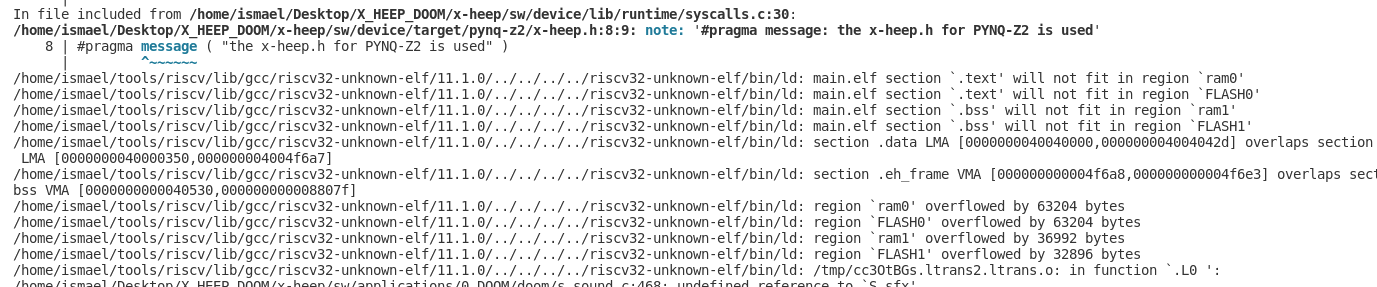 In file included from /home/ismael/Desktop/X_HEEP_DOOM/x-heep/sw/device/lib/runtime/syscalls.c:30:
/home/ismael/Desktop/X_HEEP_DOOM/x-heep/sw/device/target/pynq-z2/x-heep.h:8:9: note: '#pragma message: the x-heep.h for PYNQ-Z2 is used'
    8 | #pragma message ( "the x-heep.h for PYNQ-Z2 is used" )
      |         ^~~~~~~
/home/ismael/tools/riscv/lib/gcc/riscv32-unknown-elf/11.1.0/../../../../riscv32-unknown-elf/bin/ld: main.elf section `.text' will not fit in region `ram0'
/home/ismael/tools/riscv/lib/gcc/riscv32-unknown-elf/11.1.0/../../../../riscv32-unknown-elf/bin/ld: main.elf section `.text' will not fit in region `FLASH0'
/home/ismael/tools/riscv/lib/gcc/riscv32-unknown-elf/11.1.0/../../../../riscv32-unknown-elf/bin/ld: main.elf section `.bss' will not fit in region `ram1'
/home/ismael/tools/riscv/lib/gcc/riscv32-unknown-elf/11.1.0/../../../../riscv32-unknown-elf/bin/ld: main.elf section `.bss' will not fit in region `FLASH1'
/home/ismael/tools/riscv/lib/gcc/riscv32-unknown-elf/11.1.0/../../../../riscv32-unknown-elf/bin/ld: section .data LMA [0000000040040000,000000004004042d] overlaps section
 LMA [0000000040000350,000000004004f6a7]
/home/ismael/tools/riscv/lib/gcc/riscv32-unknown-elf/11.1.0/../../../../riscv32-unknown-elf/bin/ld: section .eh_frame VMA [000000000004f6a8,000000000004f6e3] overlaps sect
bss VMA [0000000000040530,000000000008807f]
/home/ismael/tools/riscv/lib/gcc/riscv32-unknown-elf/11.1.0/../../../../riscv32-unknown-elf/bin/ld: region `ram0' overflowed by 63204 bytes
/home/ismael/tools/riscv/lib/gcc/riscv32-unknown-elf/11.1.0/../../../../riscv32-unknown-elf/bin/ld: region `FLASH0' overflowed by 63204 bytes
/home/ismael/tools/riscv/lib/gcc/riscv32-unknown-elf/11.1.0/../../../../riscv32-unknown-elf/bin/ld: region `ram1' overflowed by 36992 bytes
/home/ismael/tools/riscv/lib/gcc/riscv32-unknown-elf/11.1.0/../../../../riscv32-unknown-elf/bin/ld: region `FLASH1' overflowed by 32896 bytes
/home/ismael/tools/riscv/lib/gcc/riscv32-unknown-elf/11.1.0/../../../../riscv32-unknown-elf/bin/ld: /tmp/cc3OtBGs.ltrans2.ltrans.o: in function `.L0 ':
/home/ismael/Desktop/X_HEEP_DOOM/x-heep/sw/applications/0_DOOM/doom/s_sound.c:468: undefined reference to `S_sfx'